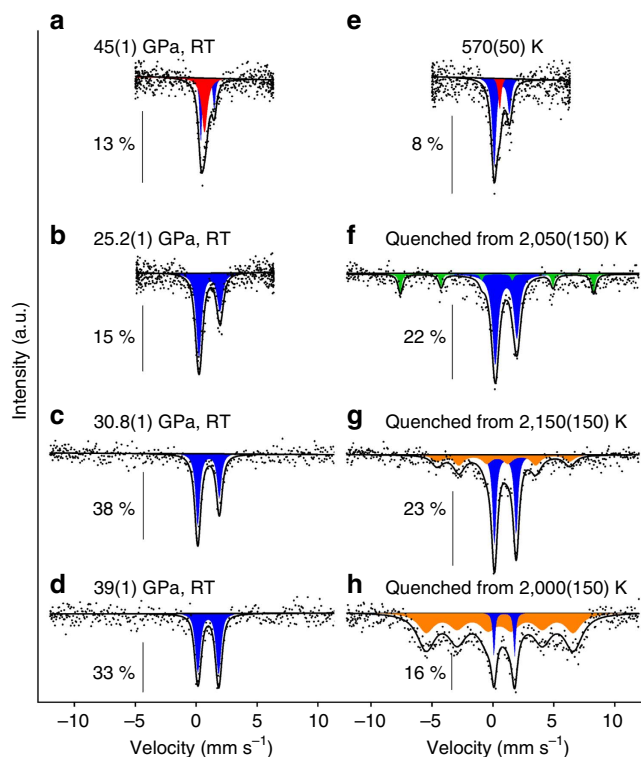 a
45(1) GPa, RT
13 %
e
570(50) K
8 %
b
25.2(1) GPa, RT
15 %
f
Quenched from 2,050(150) K
22 %
c
30.8(1) GPa, RT
38 %
g
Quenched from 2,150(150) K
23 %
d
39(1) GPa, RT
33 %
h
Quenched from 2,000(150) K
16 %
Intensity (a.u.)
−10 −5 0 5 10
−10 −5 0 5 10
Velocity (mm s⁻¹)
Velocity (mm s⁻¹)